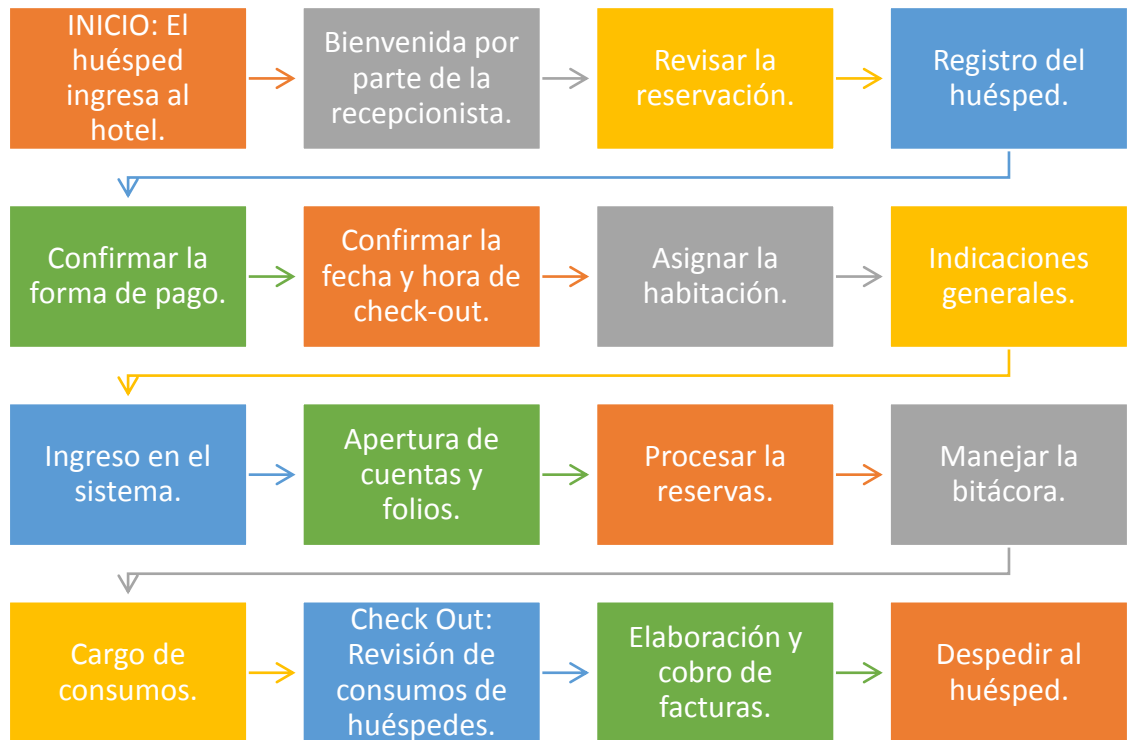 INICIO: El
huésped
ingresa al
hotel.
Bienvenida por
parte de la
recepcionista.
Revisar la
reservación.
Registro del
huésped.
Confirmar la
forma de pago.
Confirmar la
fecha y hora de
check-out.
Asignar la
habitación.
Indicaciones
generales.
Ingreso en el
sistema.
Apertura de
cuentas y
folios.
Procesar la
reservas.
Manejar la
bitácora.
Cargo de
consumos.
Check Out:
Revisión de
consumos de
huéspedes.
Elaboración y
cobro de
facturas.
Despedir al
huésped.